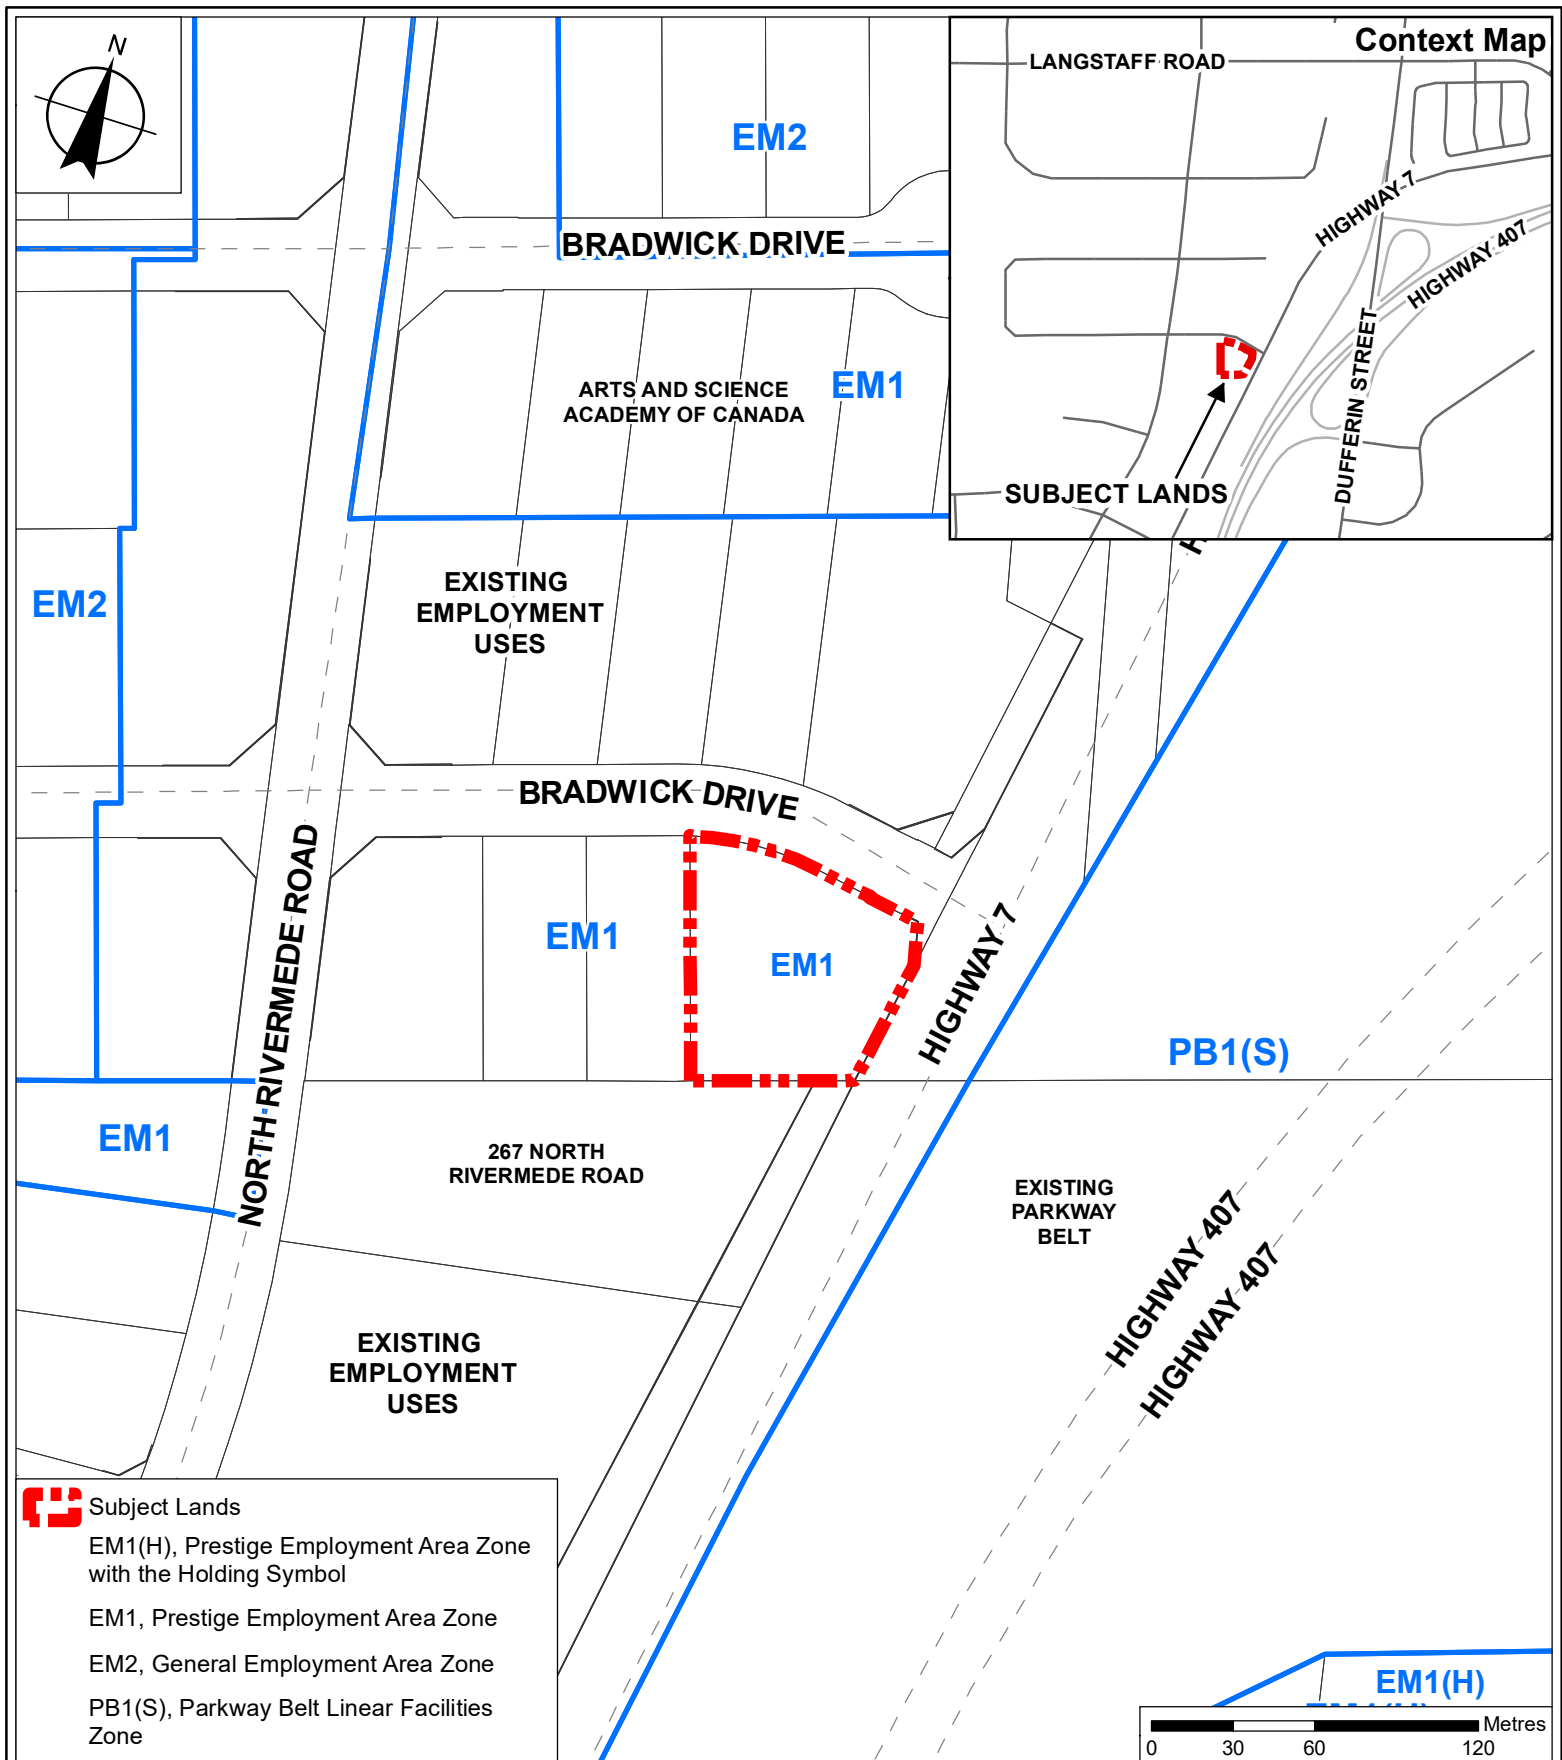 N
Context Map
LANGSTAFF ROAD
HIGHWAY 7
HIGHWAY 407
DUFFERIN STREET
SUBJECT LANDS
EM2
BRADWICK DRIVE
ARTS AND SCIENCE
ACADEMY OF CANADA
EM1
EM2
EXISTING
EMPLOYMENT
USES
BRADWICK DRIVE
NORTH RIVERMEDE ROAD
EM1
EM1
HIGHWAY 7
PB1(S)
EM1
267 NORTH
RIVERMEDE ROAD
EXISTING
PARKWAY
BELT
HIGHWAY 407
HIGHWAY 407
EXISTING
EMPLOYMENT
USES
Subject Lands
EM1(H), Prestige Employment Area Zone
with the Holding Symbol
EM1, Prestige Employment Area Zone
EM2, General Employment Area Zone
PB1(S), Parkway Belt Linear Facilities
Zone
EM1(H)
Metres
0 30 60 120